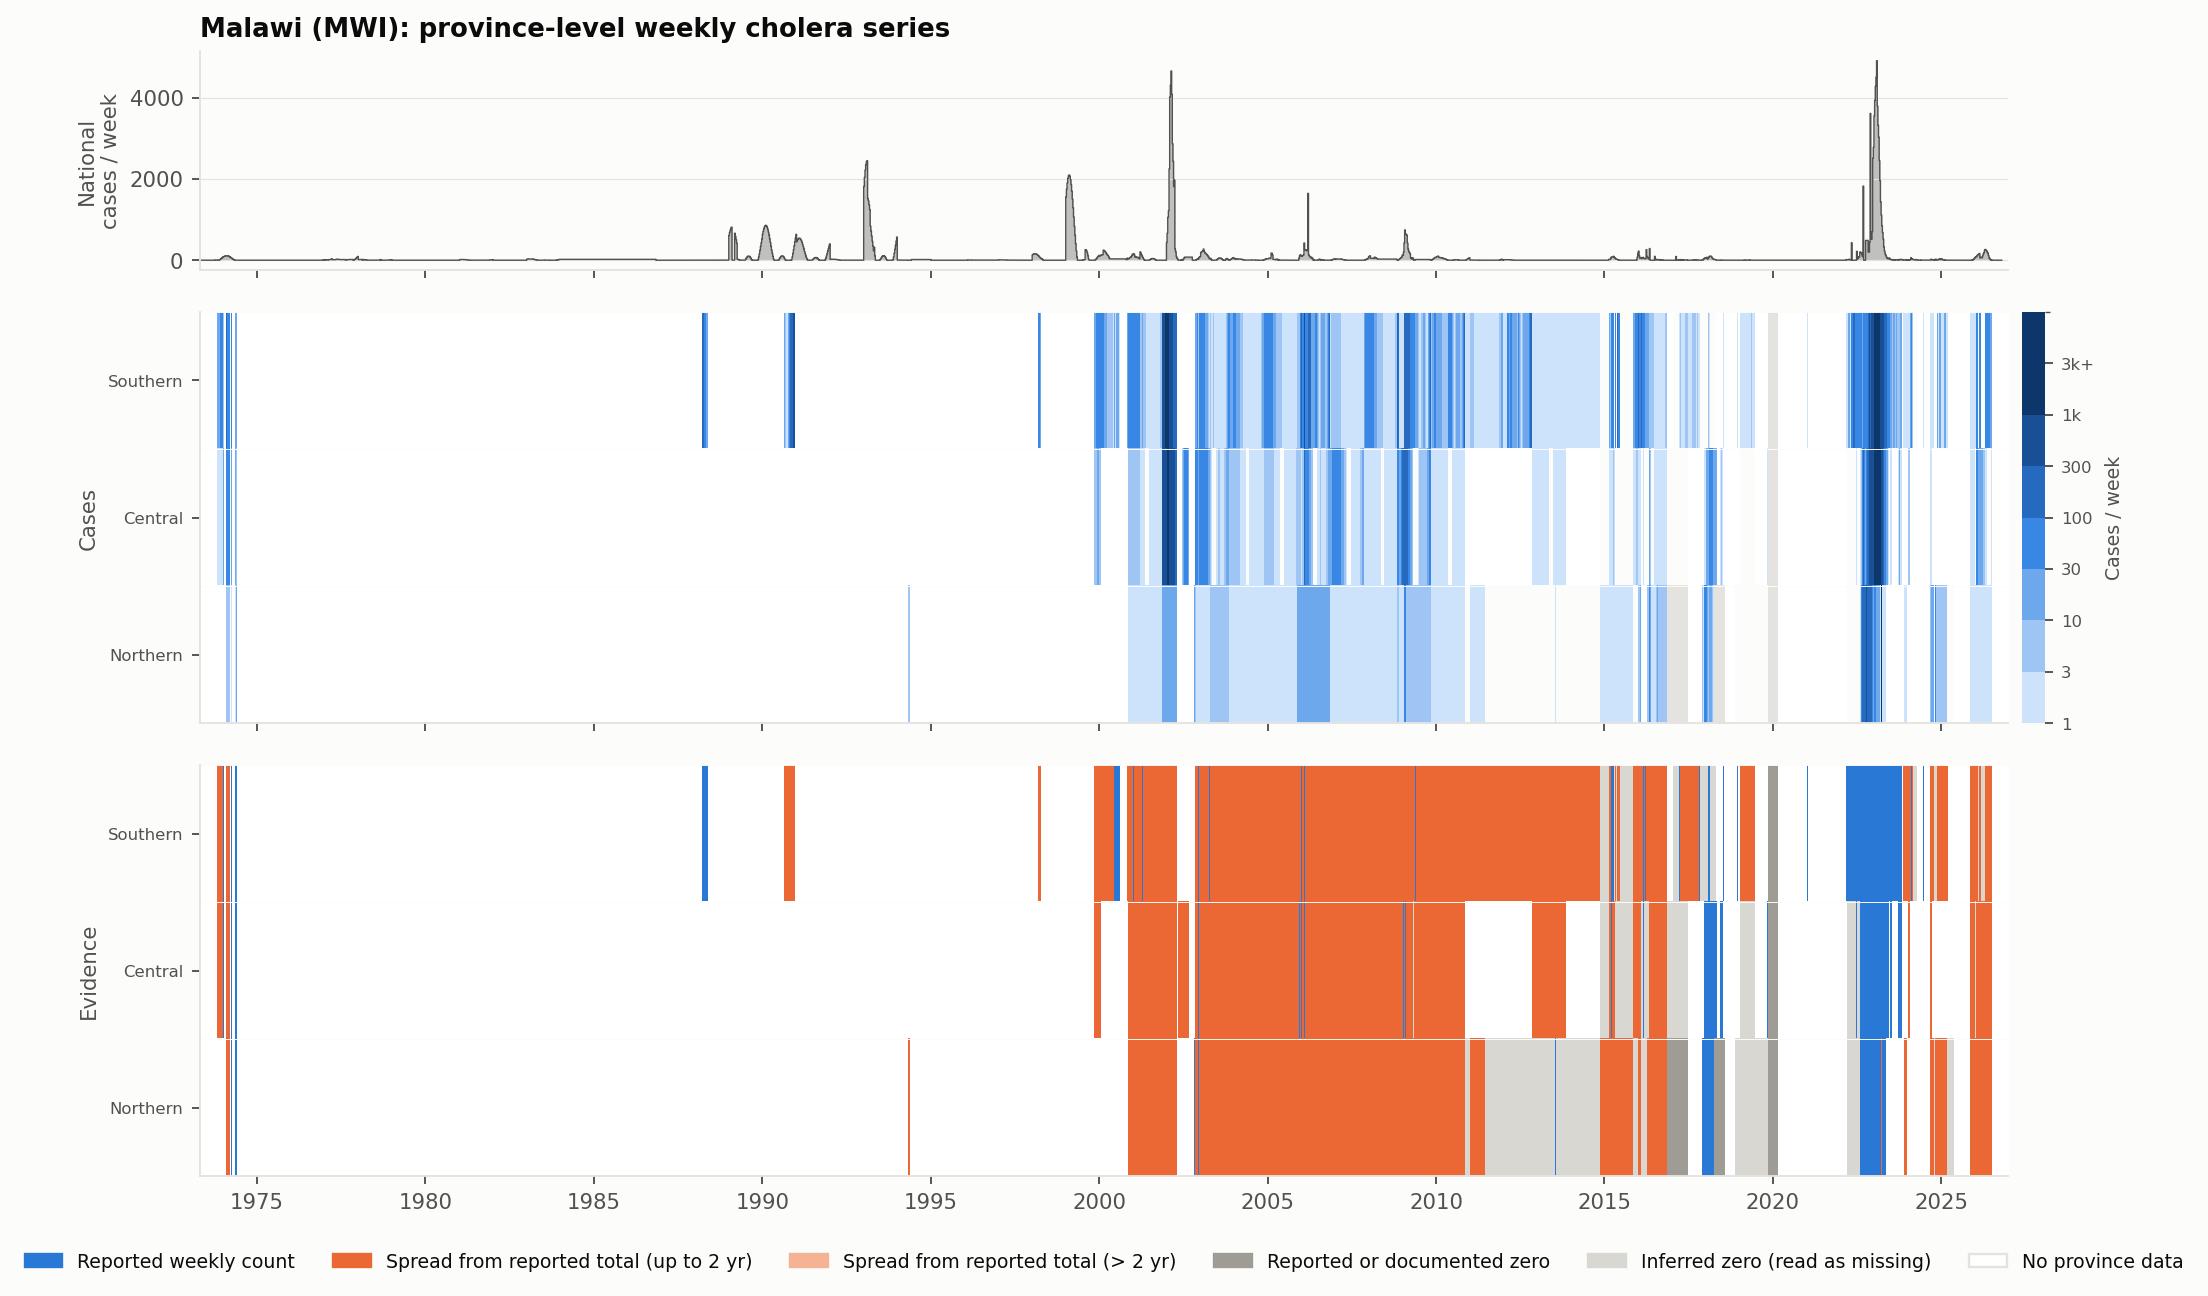 Malawi (MWI): province-level weekly cholera series
National
cases / week
4000
2000
0
Cases
Southern
Central
Northern
3k+
1k
300
100
30
10
3
1
Cases / week
Evidence
Southern
Central
Northern
1975
1980
1985
1990
1995
2000
2005
2010
2015
2020
2025
Reported weekly count
Spread from reported total (up to 2 yr)
Spread from reported total (> 2 yr)
Reported or documented zero
Inferred zero (read as missing)
No province data